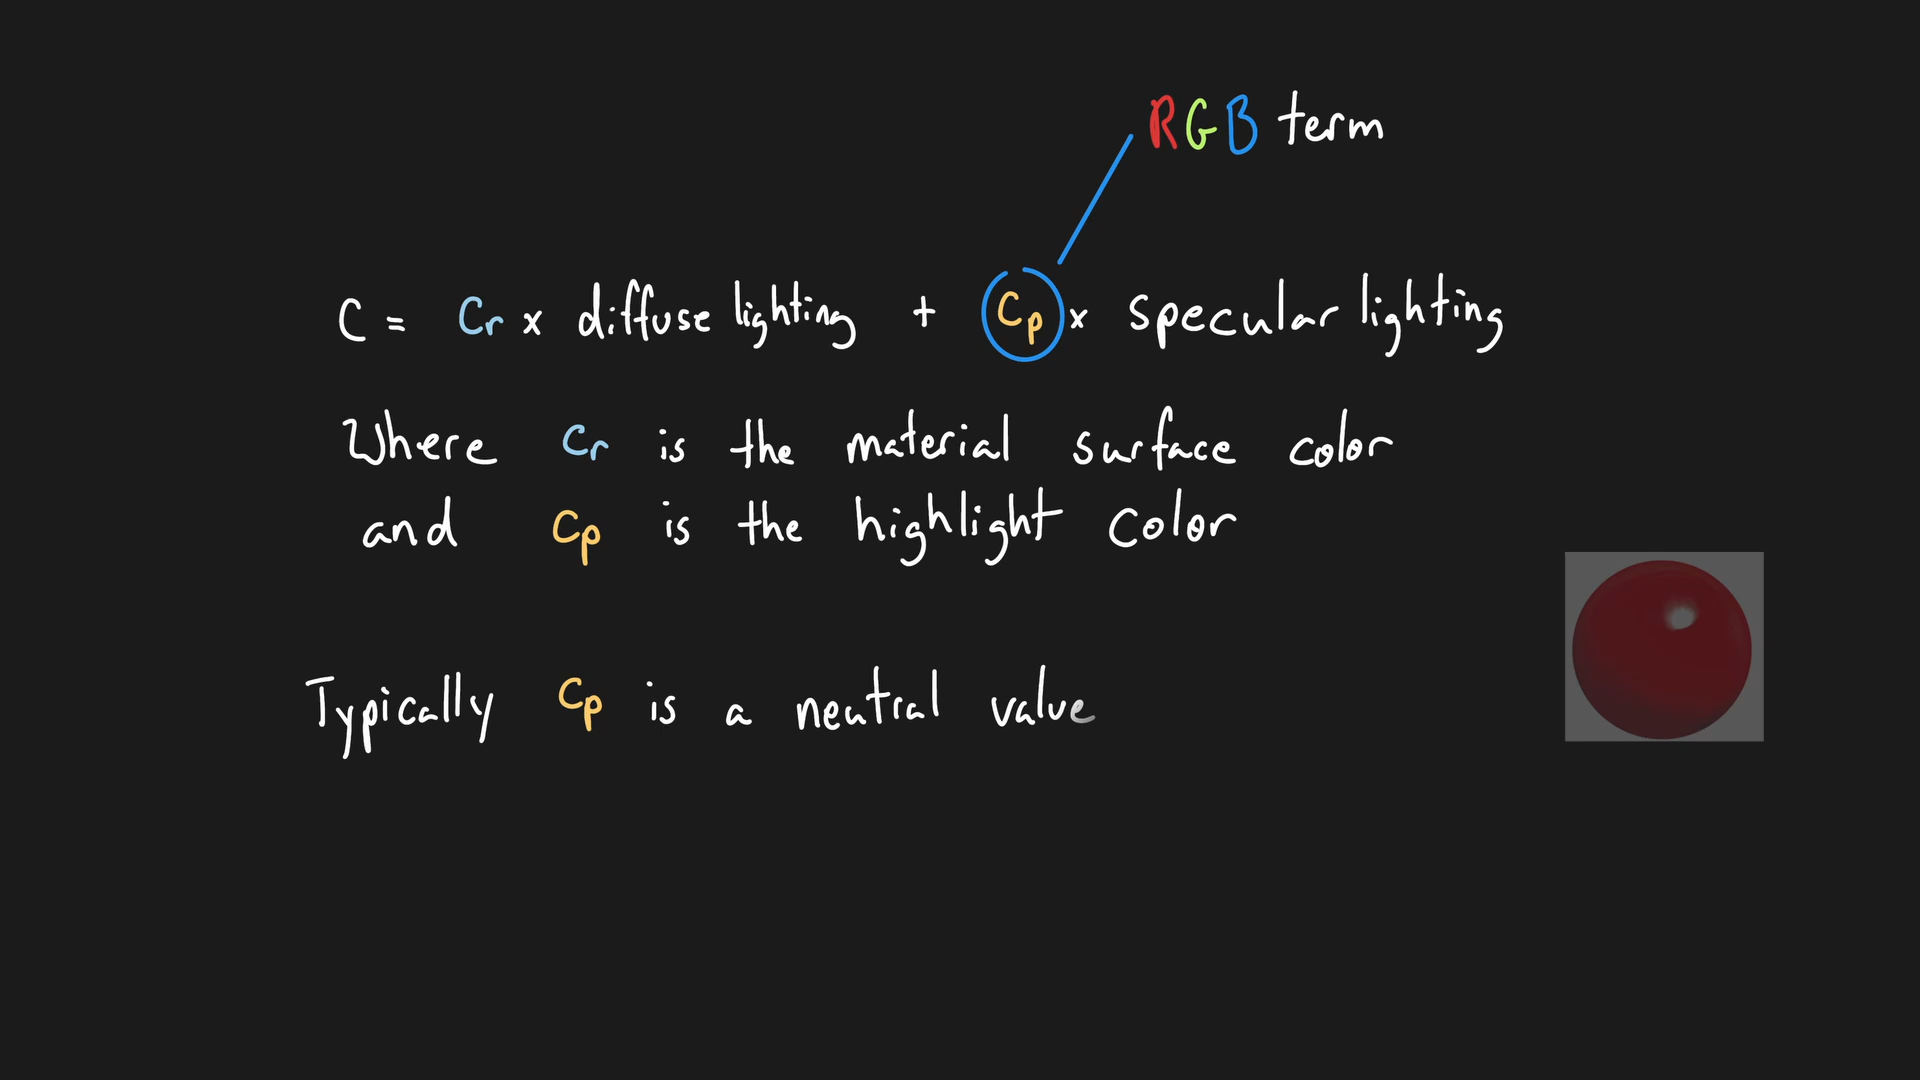 RGB term
C = Cr x diffuse lighting + Cp x specular lighting
Where Cr is the material surface color
and Cp is the highlight color
Typically Cp is a neutral value